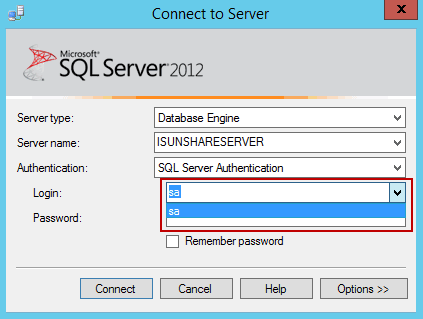 Connect to Server
x
Microsoft
SQL Server 2012
Server type: Database Engine
Server name: ISUNSHARESERVER
Authentication: SQL Server Authentication
Login: sa
sa
Password:
Remember password
Connect Cancel Help Options >>